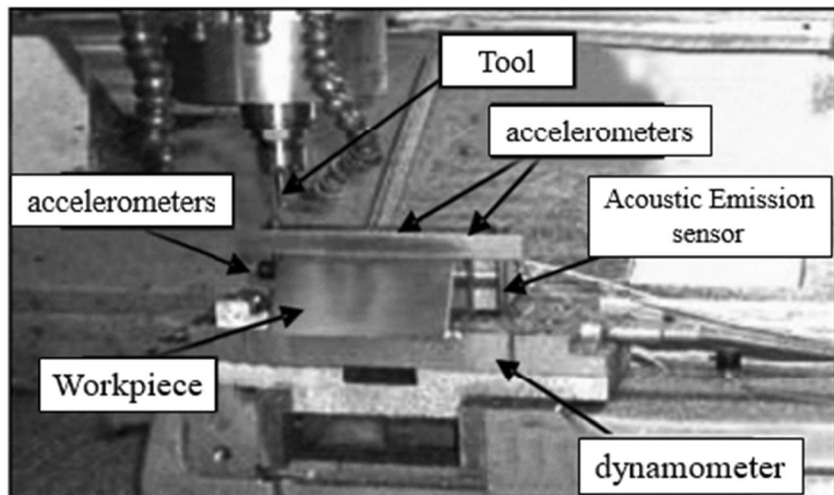 Tool
accelerometers
accelerometers
Acoustic Emission
sensor
Workpiece
dynamometer